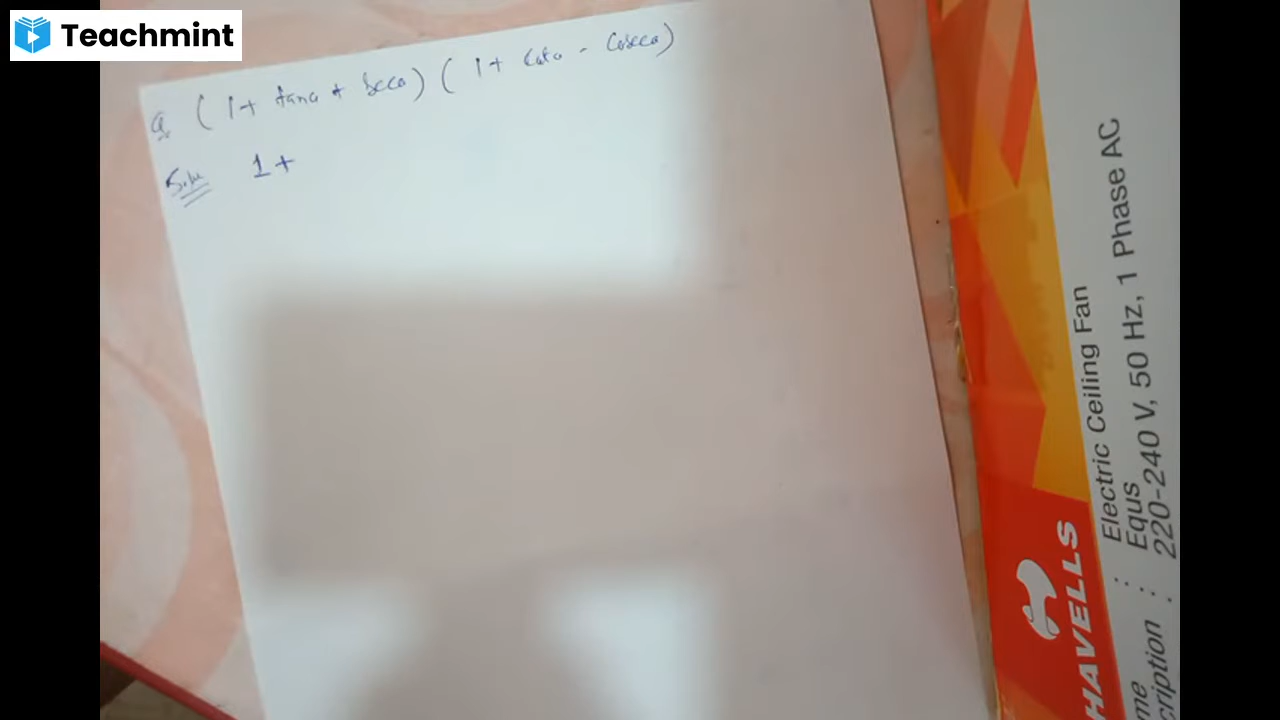 Teachmint
Q (1 + tanθ + secθ) (1 + cotθ - cosecθ)
Soln 1 +
Electric Ceiling Fan
: Equs
: 220-240 V, 50 Hz, 1 Phase AC
HAVELLS
me
cription